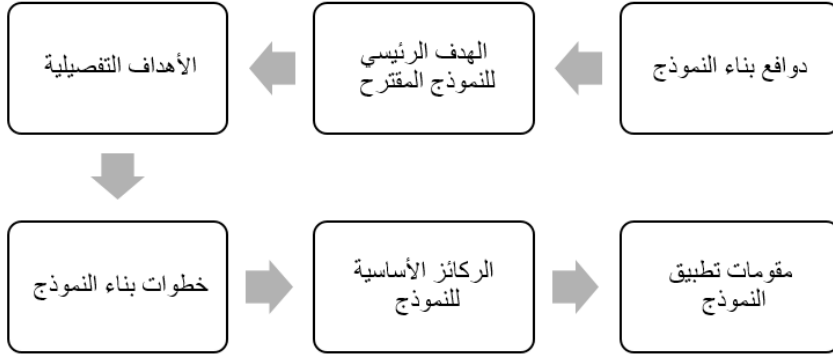 دوافع بناء النموذج
الهدف الرئيسي
للنموذج المقترح
الأهداف التفصيلية
خطوات بناء النموذج
الركائز الأساسية
للنموذج
مقومات تطبيق
النموذج